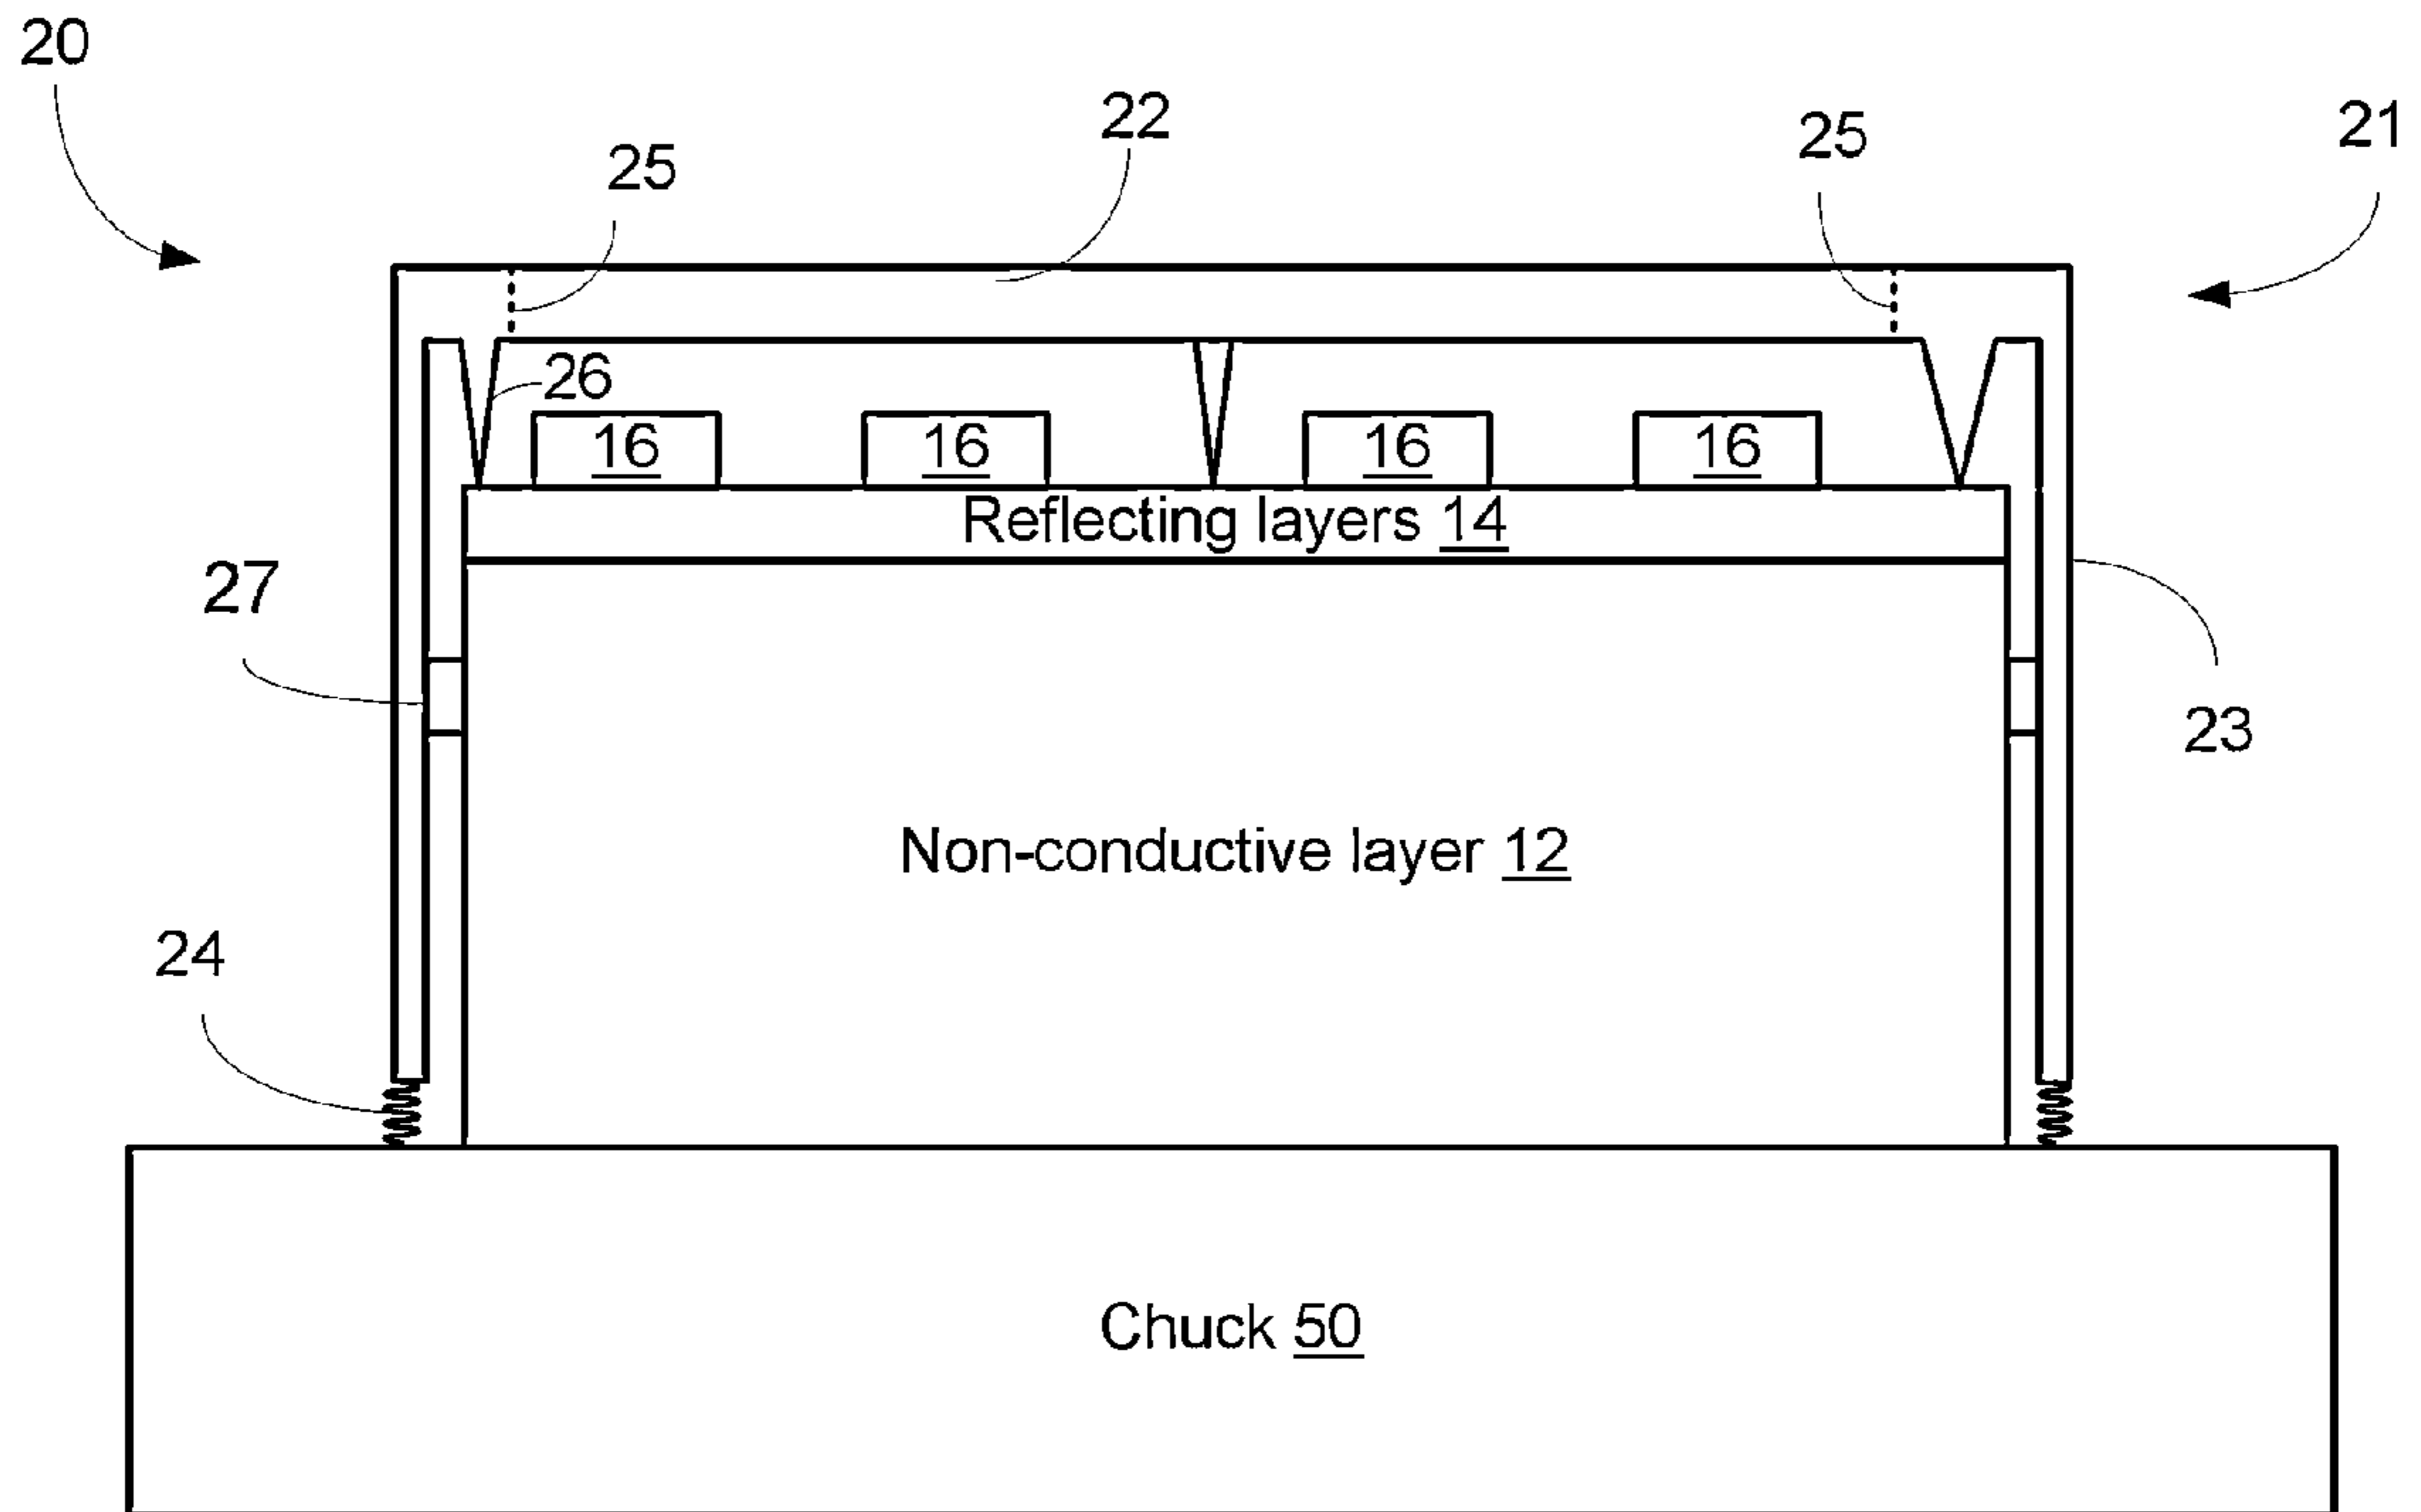 20
22
21
25
25
26
16 16 16 16
Reflecting layers 14
27
23
Non-conductive layer 12
24
Chuck 50